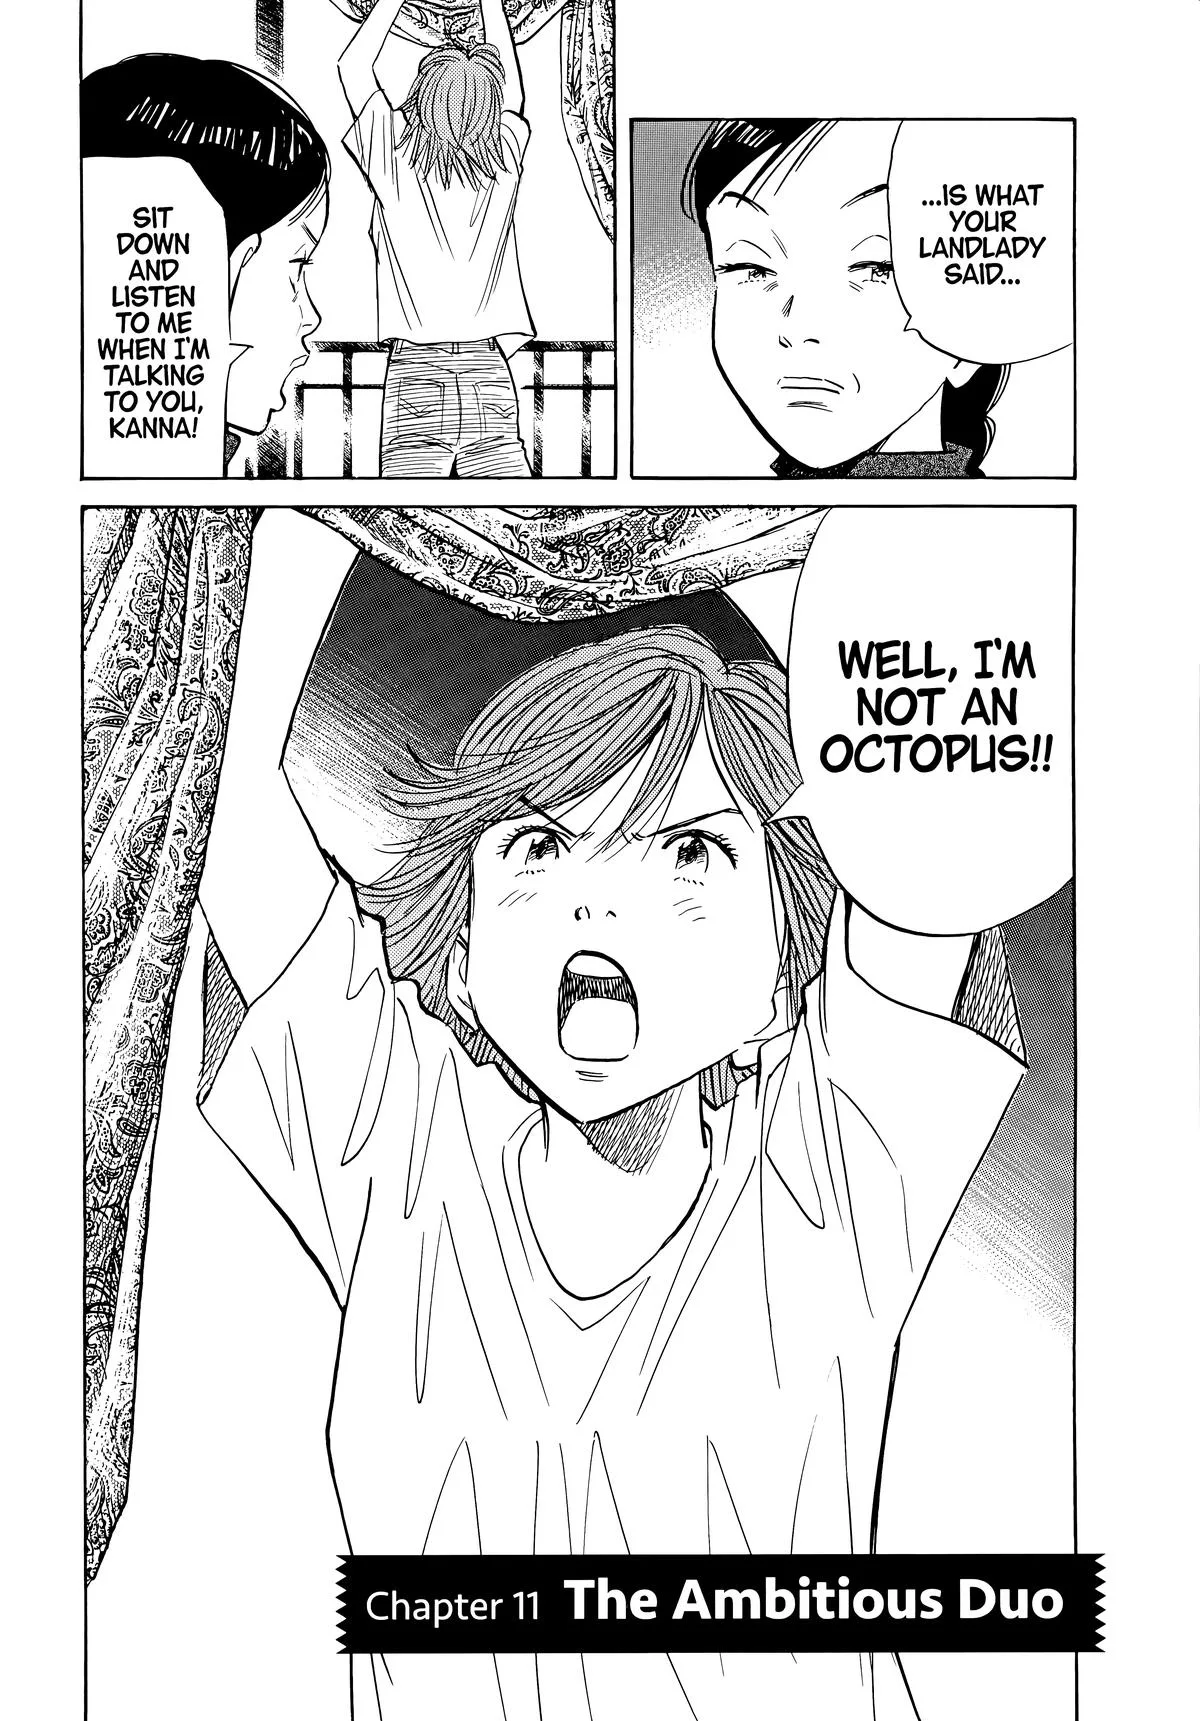 ...IS WHAT
YOUR
LANDLADY
SAID...
SIT
DOWN
AND
LISTEN
TO ME
WHEN I'M
TALKING
TO YOU,
KANNA!
WELL, I'M
NOT AN
OCTOPUS!!
Chapter 11 The Ambitious Duo